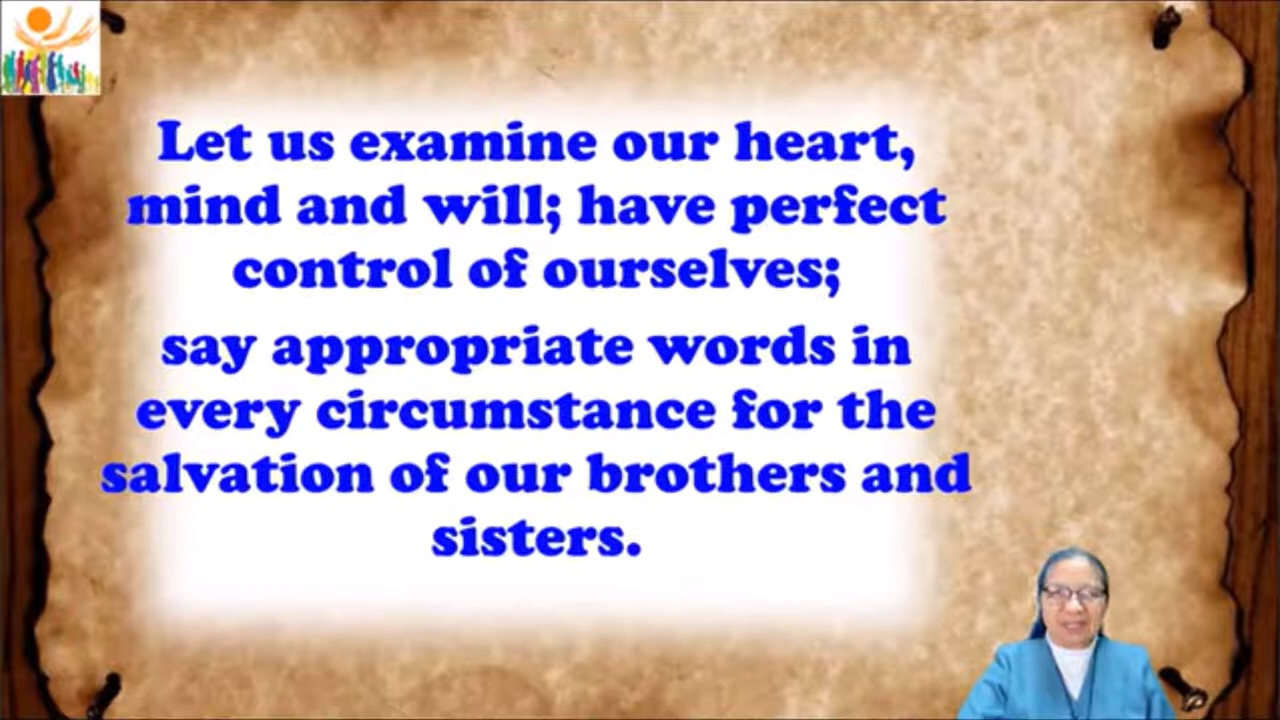 Let us examine our heart,
mind and will; have perfect
control of ourselves;
say appropriate words in
every circumstance for the
salvation of our brothers and
sisters.